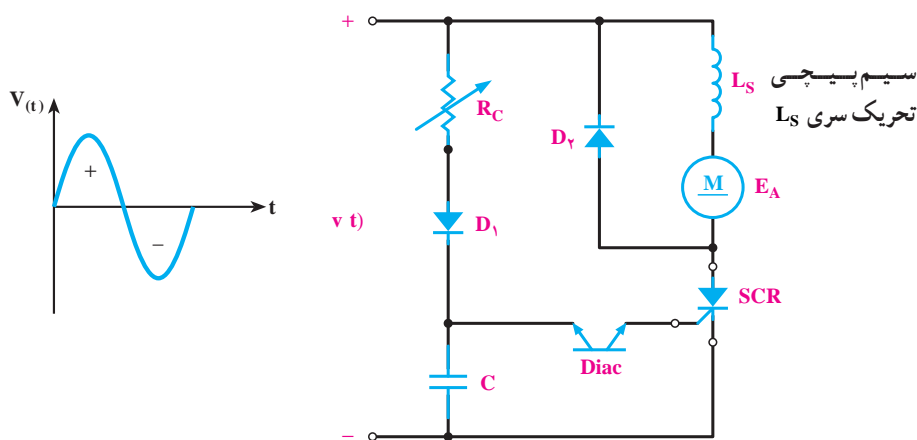 V(t)
+
−
t
+
RC
D۱
v t)
C
−
D۲
Diac
LS
M
EA
SCR
سیم پیچی
تحریک سری LS